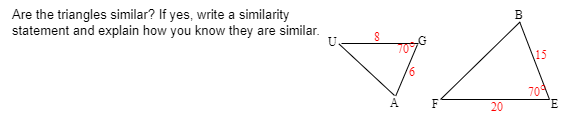 Are the triangles similar? If yes, write a similarity
statement and explain how you know they are similar.
U
8
70°
G
6
A
B
15
70°
F
20
E